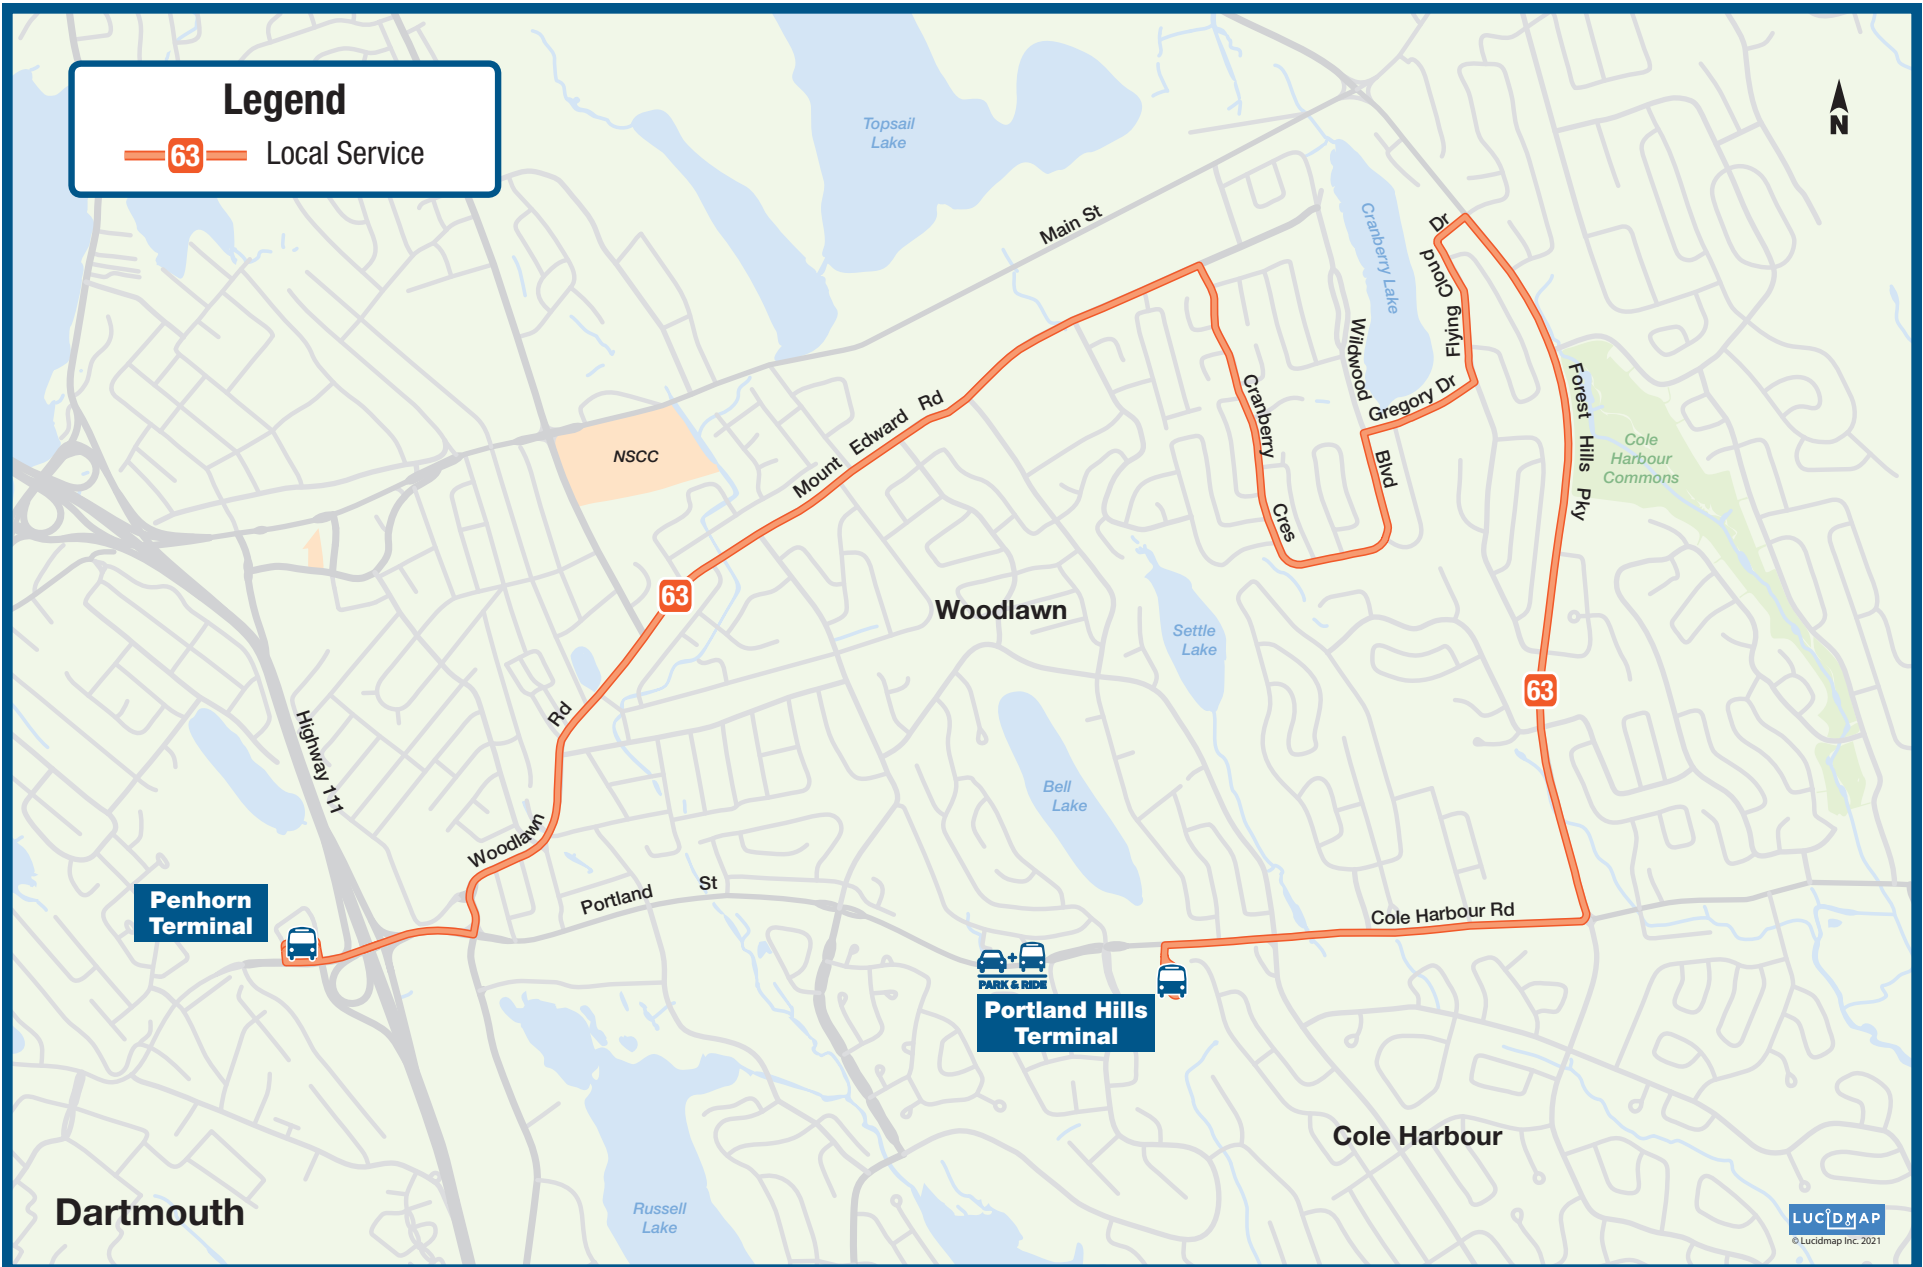 Legend
63 Local Service
N
Topsail
Lake
Main St
Cranberry Lake
Dr
Flying Cloud
Wildwood
Blvd
Gregory Dr
Cranberry
Cres
Forest Hills Pky
Cole
Harbour
Commons
NSCC
Mount Edward Rd
63
Woodlawn
Settle
Lake
63
Rd
Woodlawn
Highway 111
Bell
Lake
Penhorn
Terminal
Portland St
Cole Harbour Rd
+
PARK & RIDE
Portland Hills
Terminal
Cole Harbour
Dartmouth
Russell
Lake
LUCIDMAP
© Lucidmap Inc. 2021